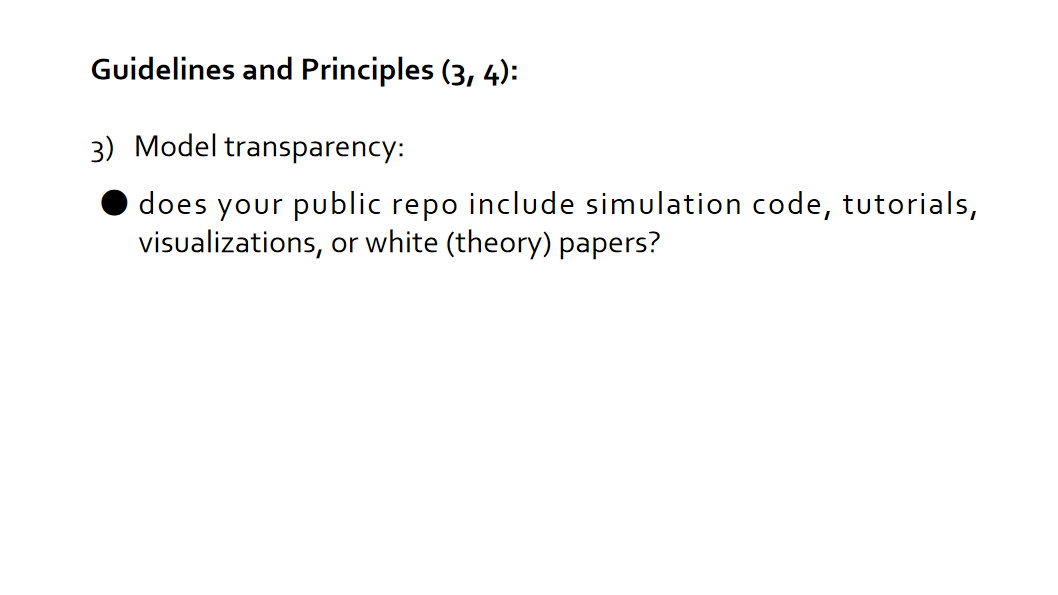 Guidelines and Principles (3, 4):
3) Model transparency:
● does your public repo include simulation code, tutorials,
visualizations, or white (theory) papers?